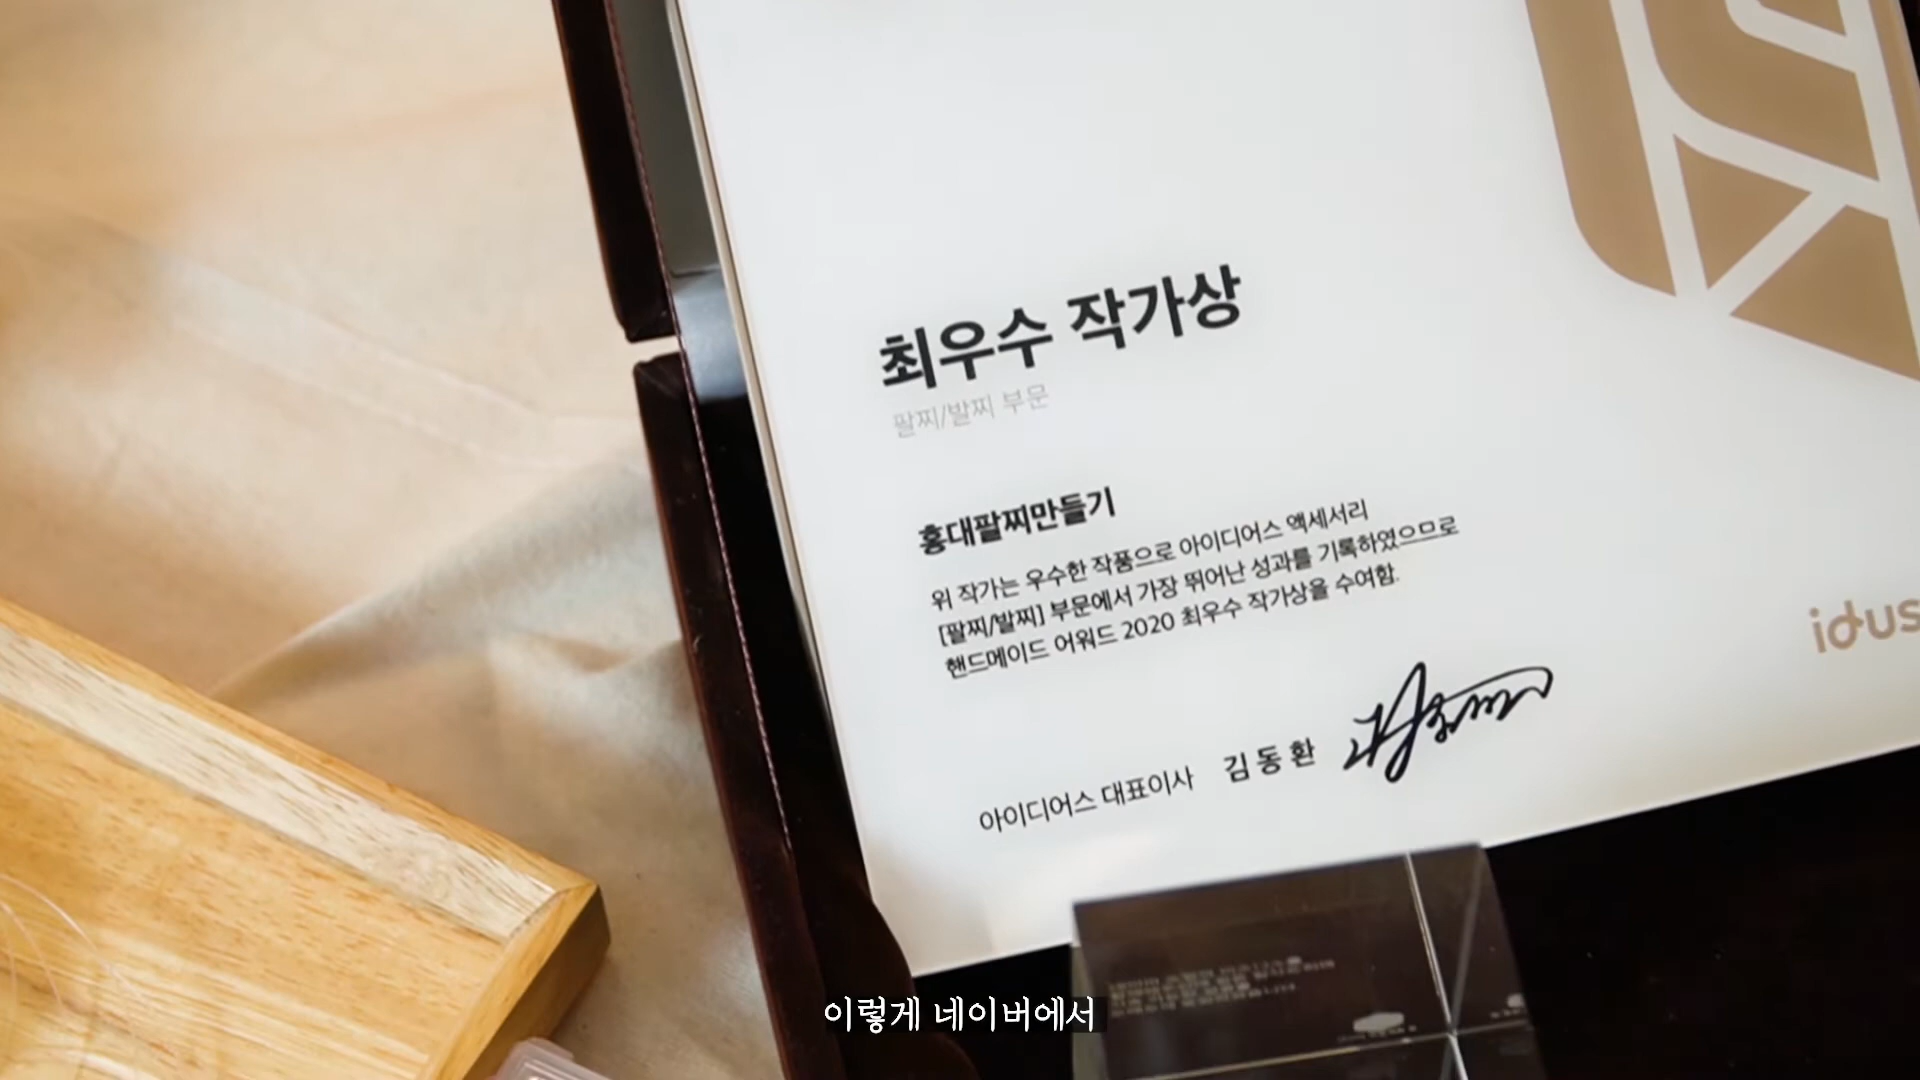 최우수 작가상
팔찌/발찌 부문
홍대팔찌만들기
위 작가는 우수한 작품으로 아이디어스 액세서리
[팔찌/발찌] 부문에서 가장 뛰어난 성과를 기록하였으므로
핸드메이드 어워드 2020 최우수 작가상을 수여함.
idus
아이디어스 대표이사 김동환
이렇게 네이버에서